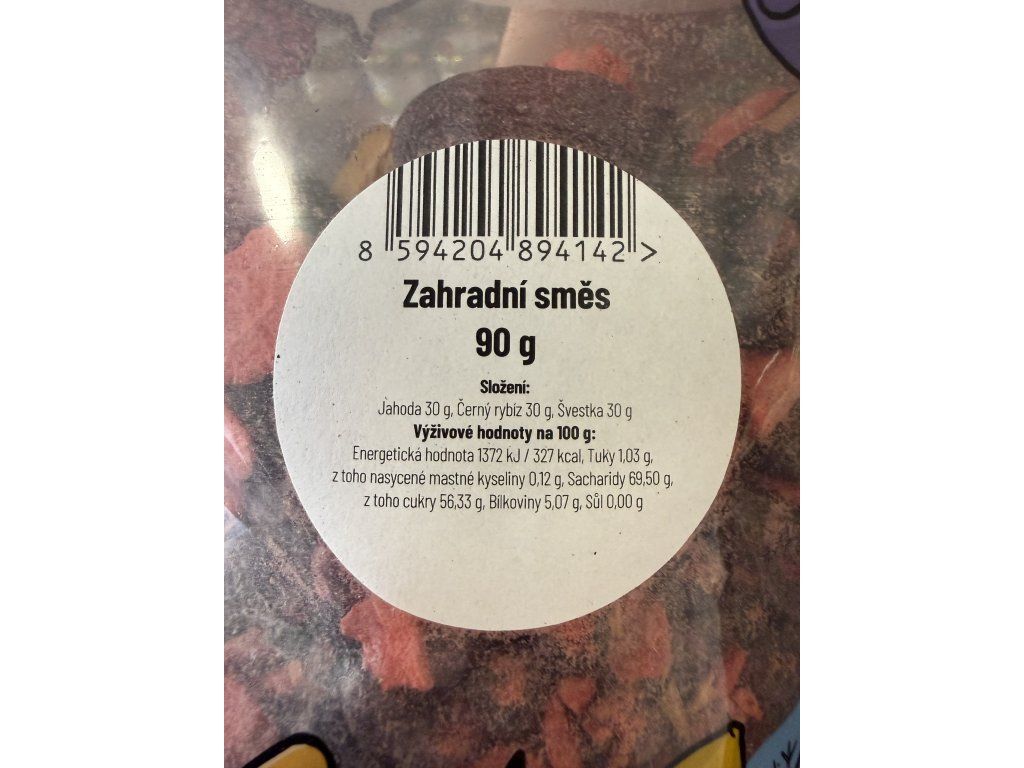 8 594204 894142 >
Zahradní směs
90 g
Složení:
Jahoda 30 g, Černý rybíz 30 g, Švestka 30 g
Výživové hodnoty na 100 g:
Energetická hodnota 1372 kJ / 327 kcal, Tuky 1,03 g,
z toho nasycené mastné kyseliny 0,12 g, Sacharidy 69,50 g,
z toho cukry 56,33 g, Bílkoviny 5,07 g, Sůl 0,00 g